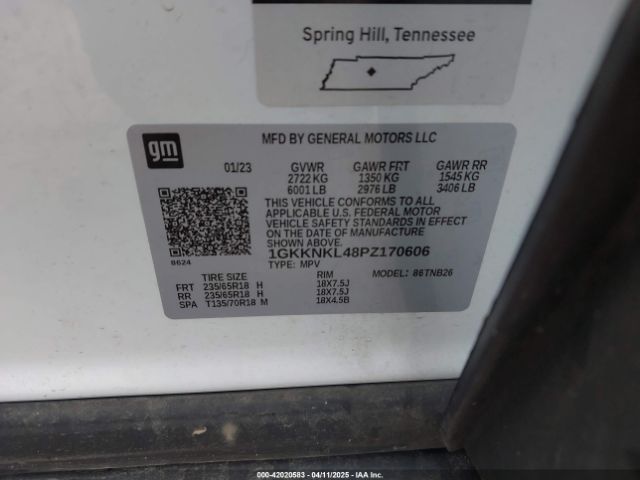 Spring Hill, Tennessee
gm
MFD BY GENERAL MOTORS LLC
01/23 GVWR GAWR FRT GAWR RR
2722 KG 1350 KG 1545 KG
6001 LB 2976 LB 3406 LB
THIS VEHICLE CONFORMS TO ALL
APPLICABLE U.S. FEDERAL MOTOR
VEHICLE SAFETY STANDARDS IN EFFECT
ON THE DATE OF MANUFACTURE
SHOWN ABOVE.
1GKKNKL48PZ170606
8624
TYPE: MPV
MODEL: 86TNB26
TIRE SIZE RIM
FRT 235/65R18 H 18X7.5J
RR 235/65R18 H 18X7.5J
SPA T135/70R18 M 18X4.5B
000-42020583 - 04/11/2025 - IAA Inc.